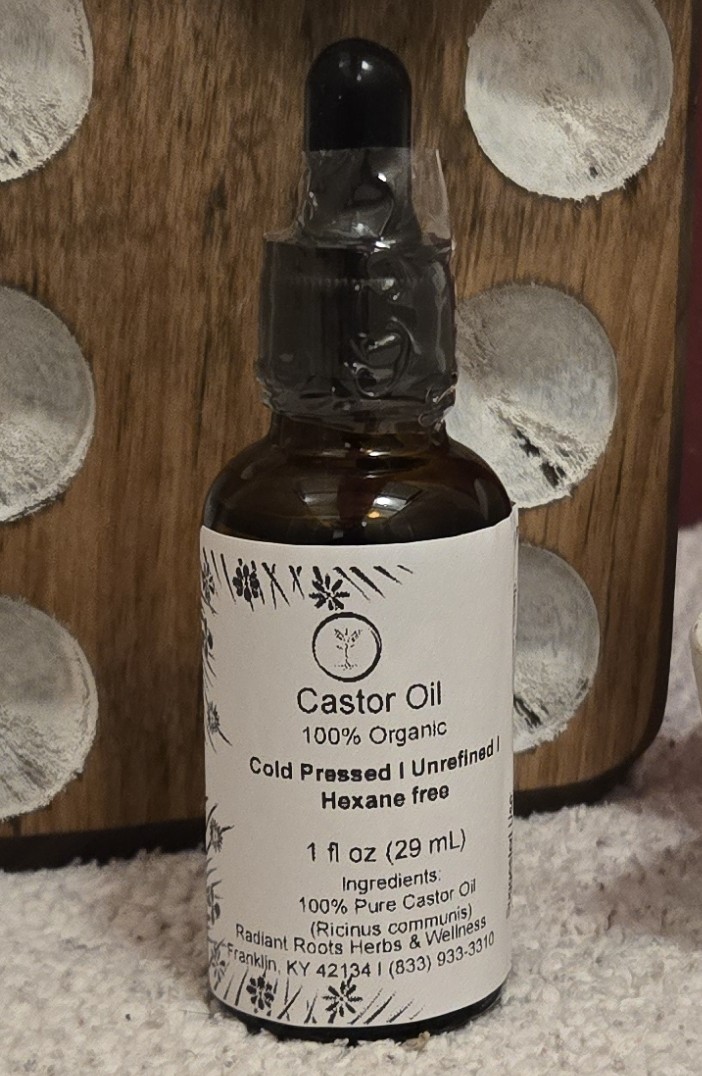 Castor Oil
100% Organic
Cold Pressed | Unrefined |
Hexane free
1 fl oz (29 mL)
Ingredients:
100% Pure Castor Oil
(Ricinus communis)
Radiant Roots Herbs & Wellness
Franklin, KY 42134 | (833) 933-3310